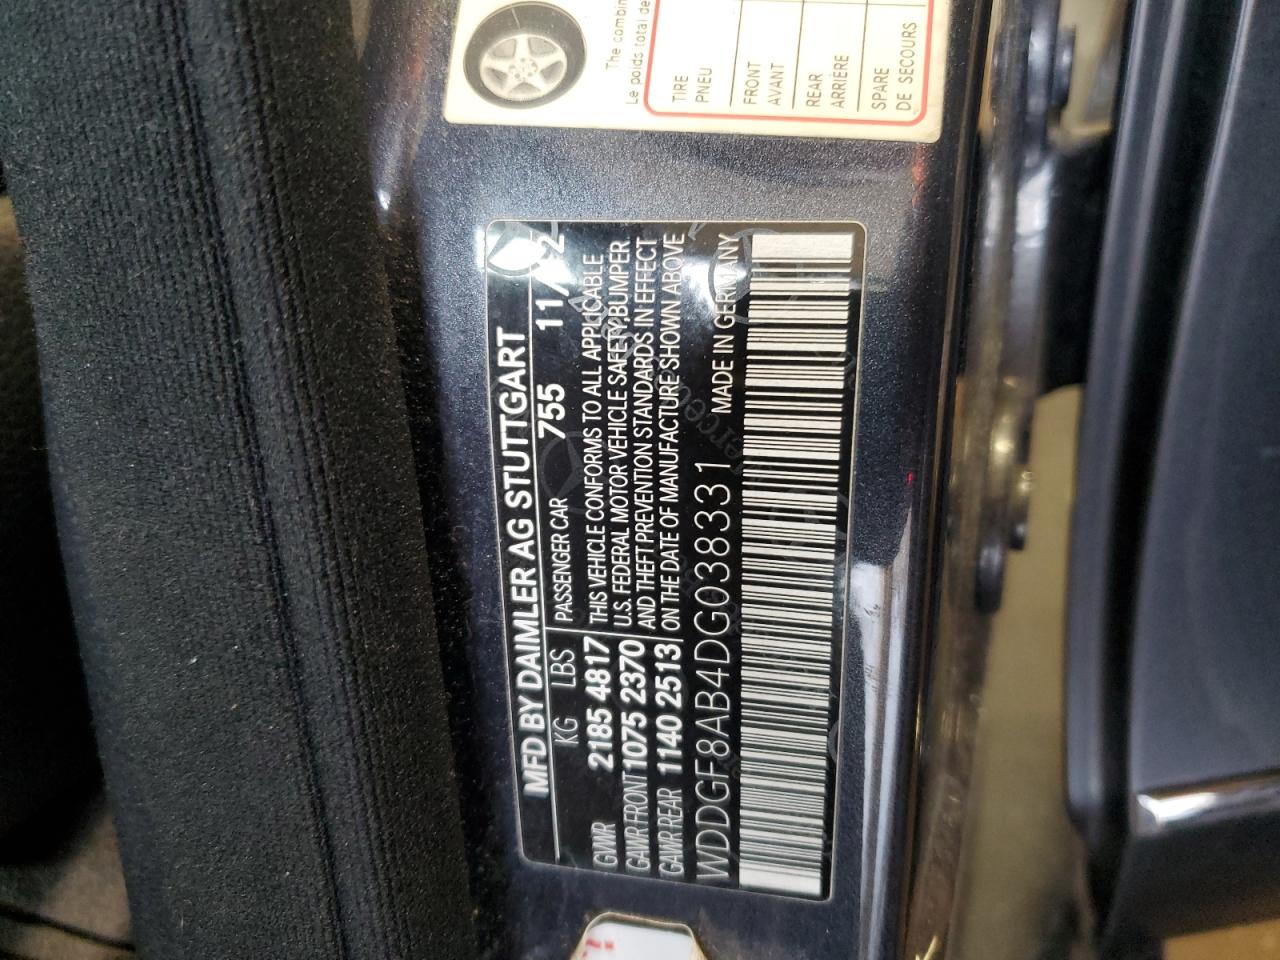 The combin
Le poids total de
TIRE
PNEU
FRONT
AVANT
REAR
ARRIÈRE
SPARE
DE SECOURS
MFD BY DAIMLER AG STUTTGART
KG LBS PASSENGER CAR 755
GVWR 2185 4817
GAWR FRONT 1075 2370
GAWR REAR 1140 2513
THIS VEHICLE CONFORMS TO ALL APPLICABLE
U.S. FEDERAL MOTOR VEHICLE SAFETY,BUMPER
AND THEFT PREVENTION STANDARDS IN EFFECT
ON THE DATE OF MANUFACTURE SHOWN ABOVE
WDDGF8AB4DG038331 MADE IN GERMANY